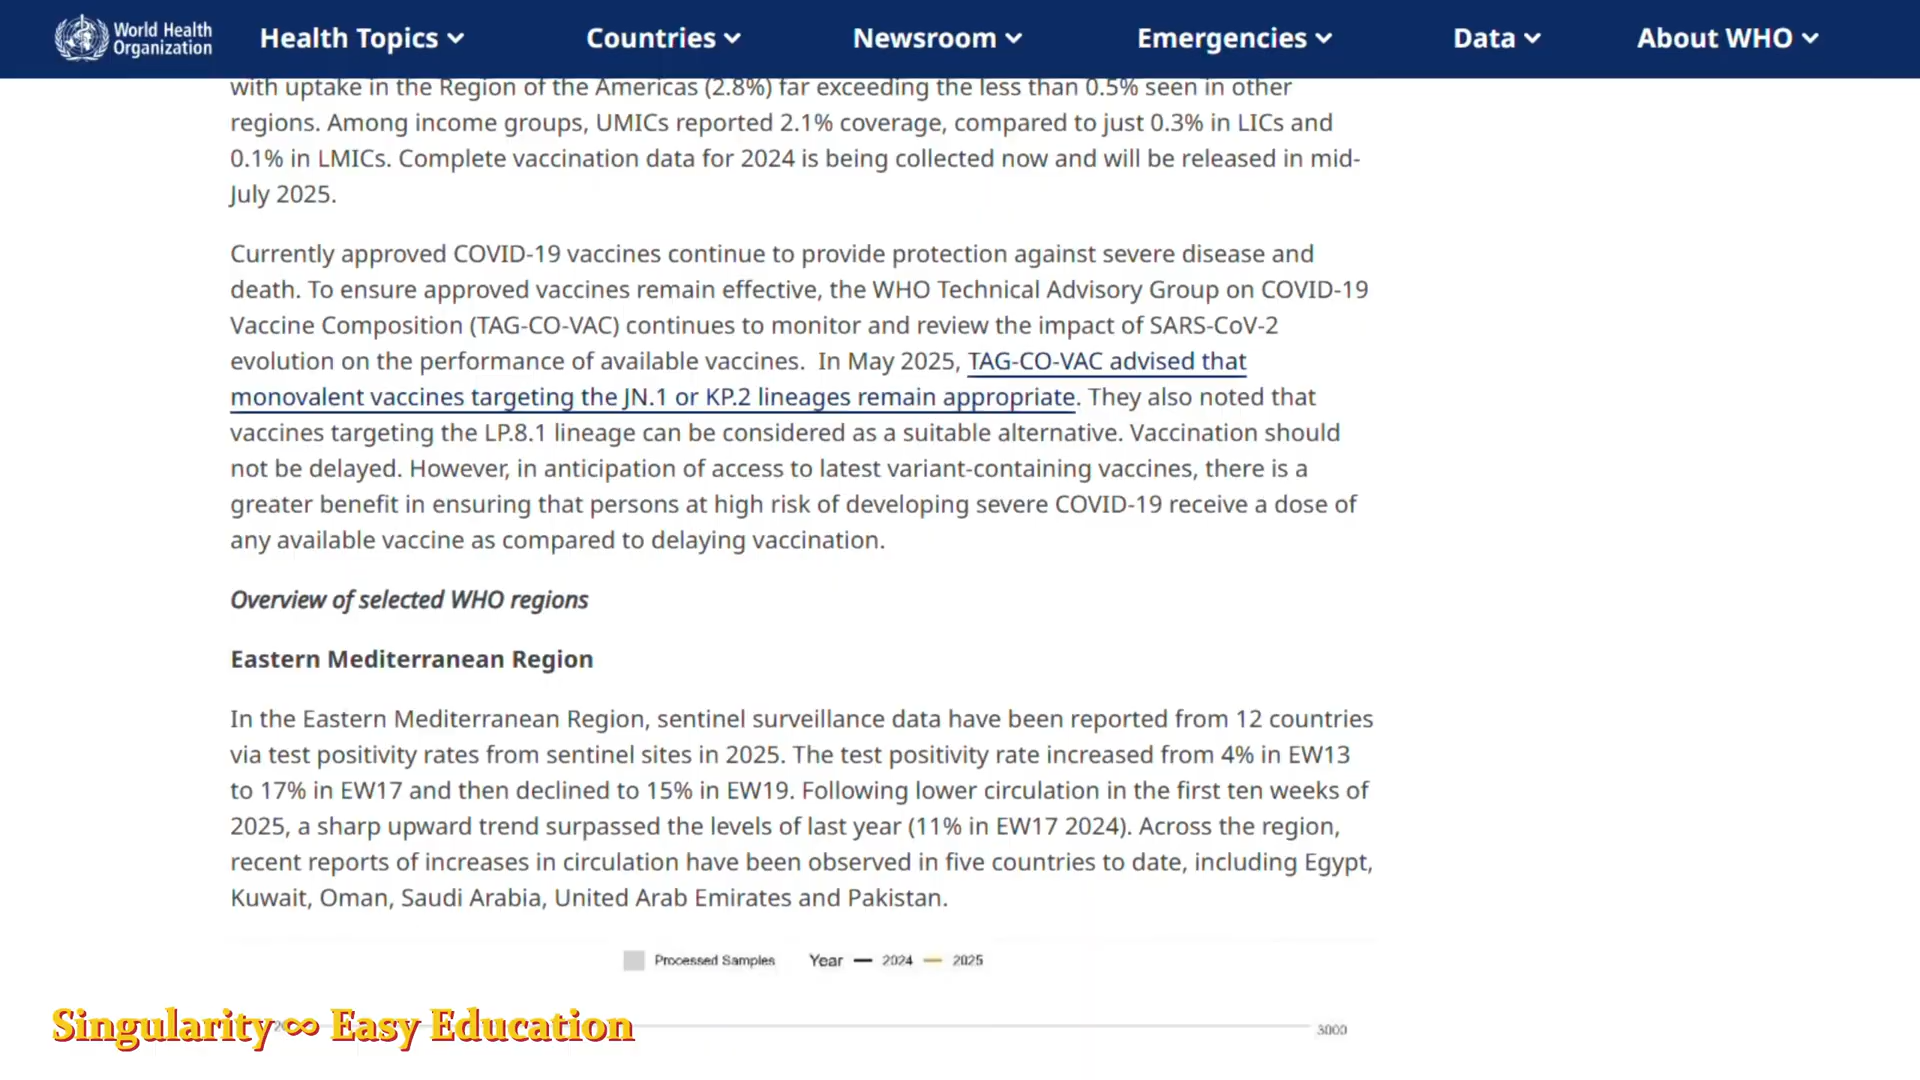 World Health
Organization
Health Topics
Countries
Newsroom
Emergencies
Data
About WHO
with uptake in the Region of the Americas (2.8%) far exceeding the less than 0.5% seen in other
regions. Among income groups, UMICs reported 2.1% coverage, compared to just 0.3% in LICs and
0.1% in LMICs. Complete vaccination data for 2024 is being collected now and will be released in mid-
July 2025.
Currently approved COVID-19 vaccines continue to provide protection against severe disease and
death. To ensure approved vaccines remain effective, the WHO Technical Advisory Group on COVID-19
Vaccine Composition (TAG-CO-VAC) continues to monitor and review the impact of SARS-CoV-2
evolution on the performance of available vaccines.  In May 2025, TAG-CO-VAC advised that
monovalent vaccines targeting the JN.1 or KP.2 lineages remain appropriate. They also noted that
vaccines targeting the LP.8.1 lineage can be considered as a suitable alternative. Vaccination should
not be delayed. However, in anticipation of access to latest variant-containing vaccines, there is a
greater benefit in ensuring that persons at high risk of developing severe COVID-19 receive a dose of
any available vaccine as compared to delaying vaccination.
Overview of selected WHO regions
Eastern Mediterranean Region
In the Eastern Mediterranean Region, sentinel surveillance data have been reported from 12 countries
via test positivity rates from sentinel sites in 2025. The test positivity rate increased from 4% in EW13
to 17% in EW17 and then declined to 15% in EW19. Following lower circulation in the first ten weeks of
2025, a sharp upward trend surpassed the levels of last year (11% in EW17 2024). Across the region,
recent reports of increases in circulation have been observed in five countries to date, including Egypt,
Kuwait, Oman, Saudi Arabia, United Arab Emirates and Pakistan.
Processed Samples Year 2024 2025
Singularity ∞ Easy Education
3000